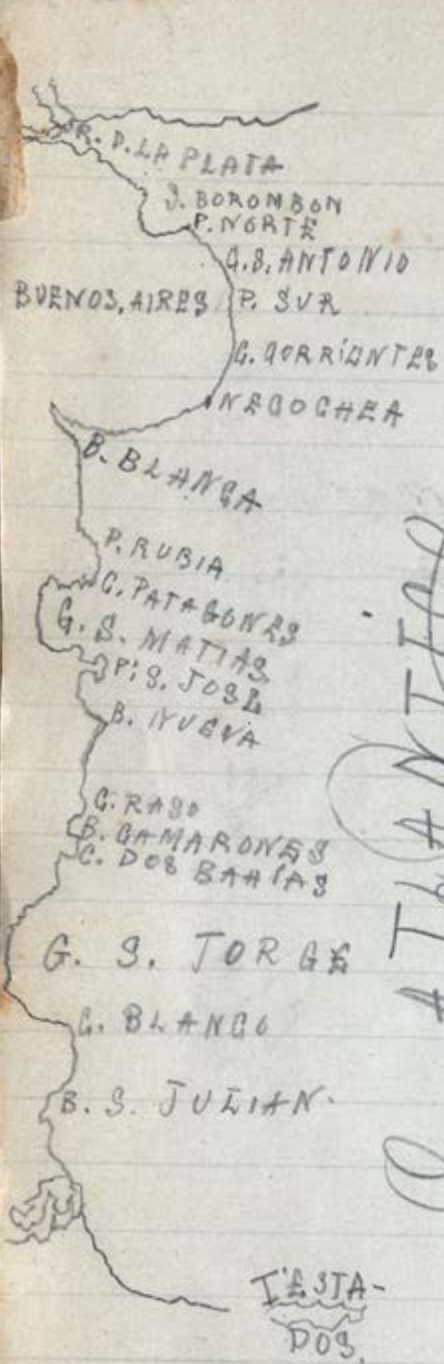 R. D. LA PLATA
S. BOROMBON
P. NORTE
C. S. ANTONIO
BUENOS, AIRES
P. SUR
C. CORRiENTES
NECOCHEA
B. BLANCA
P. RUBIA
C. PATAGONES
G. S. MATIAS
P. S. JOSE
B. NUEVA
C. RASO
B. CAMARONES
C. DOS BAHÍAS
G. S. JORGE
C. BLANCO
B. S. JULIAN.
I. ESTA-
DOS.
ATLANTICO